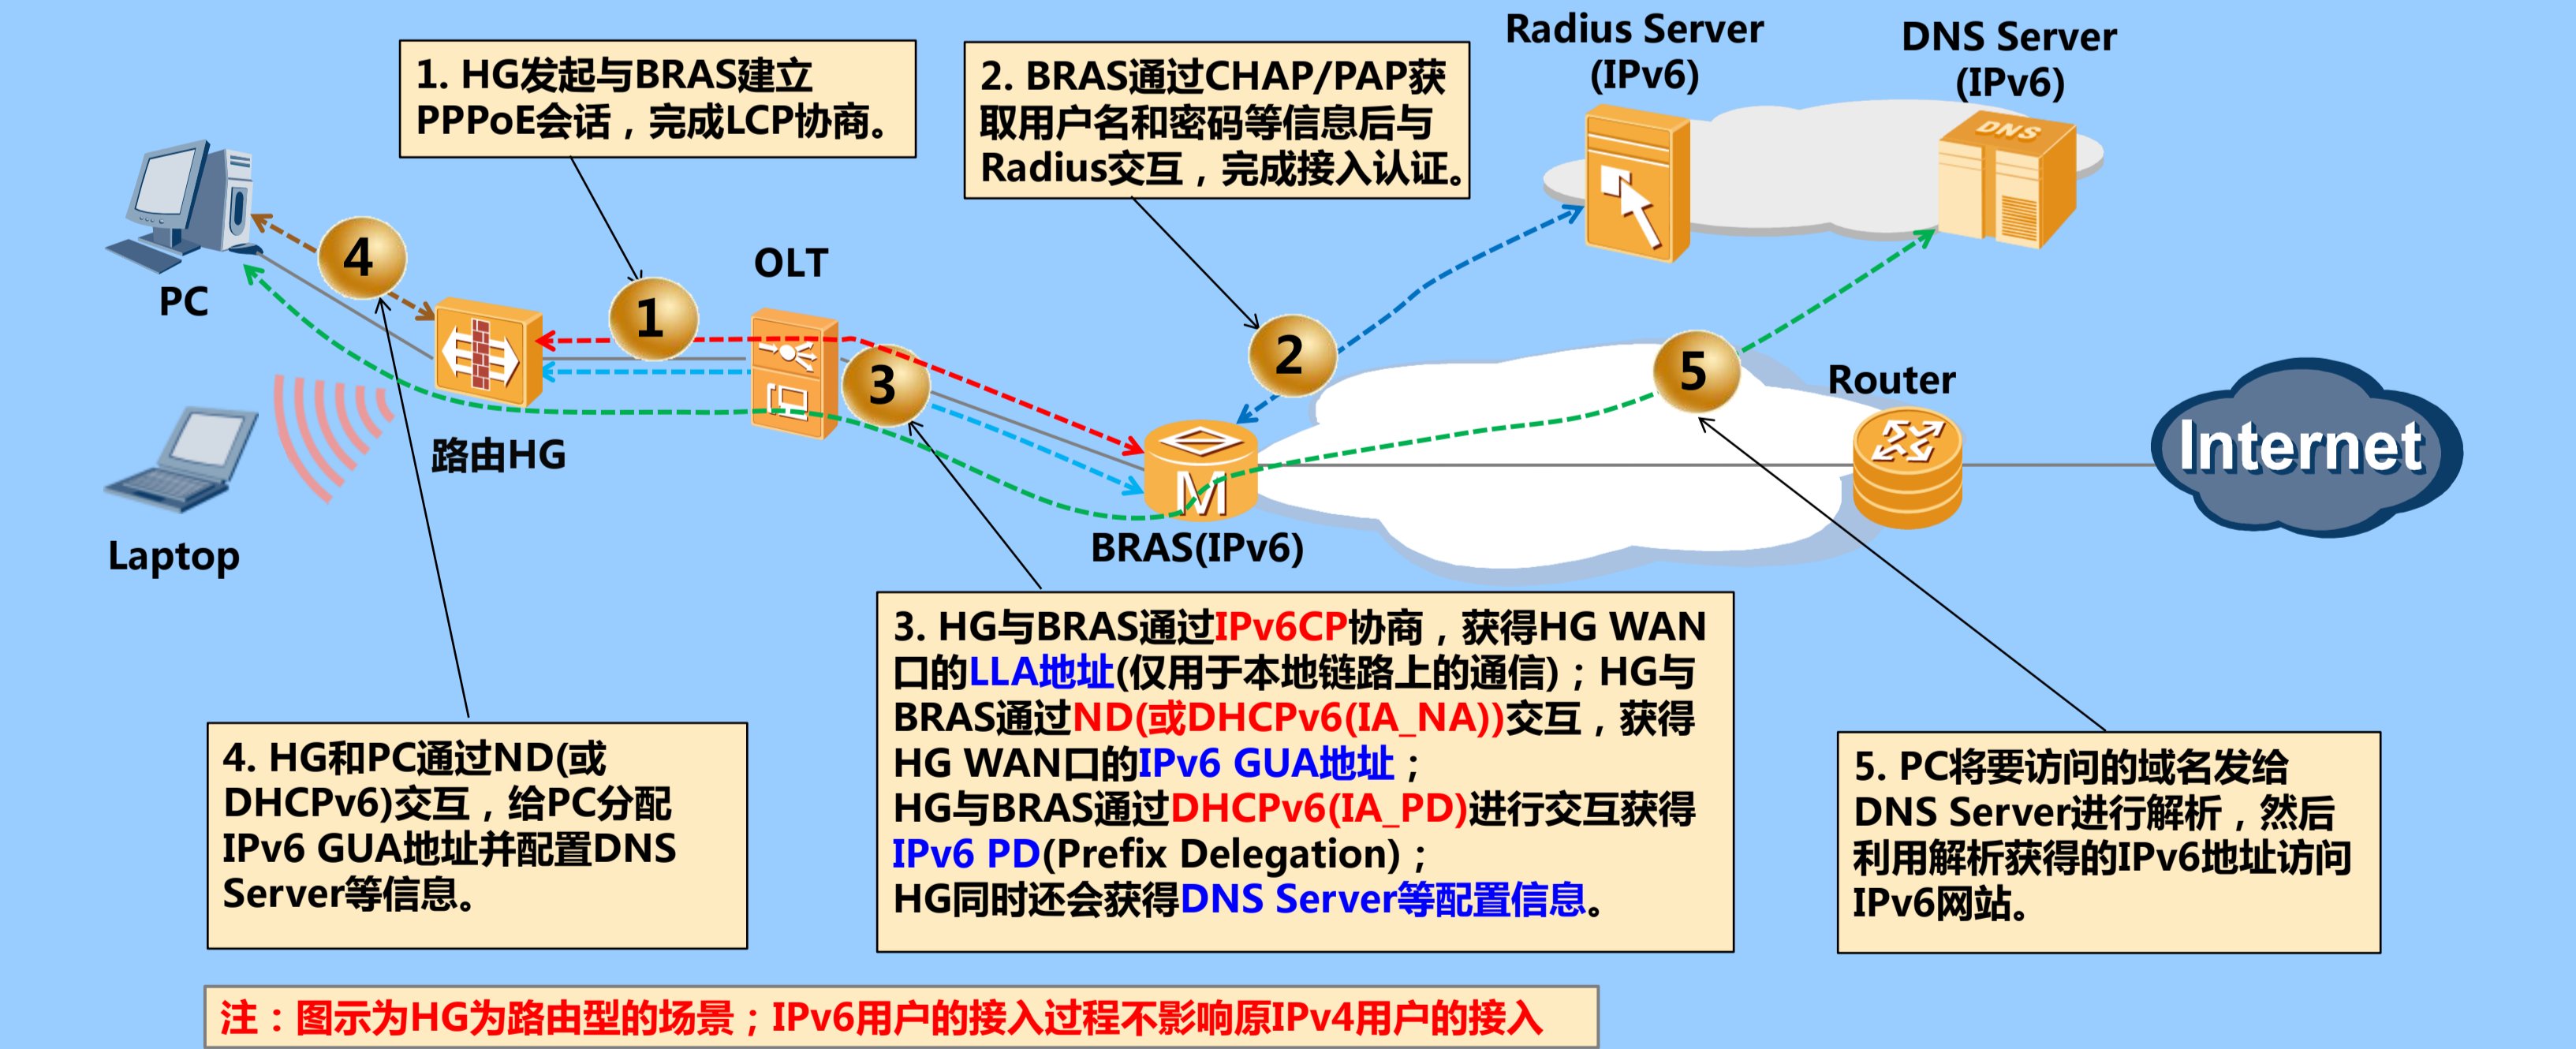 1. HG发起与BRAS建立
PPPoE会话，完成LCP协商。
2. BRAS通过CHAP/PAP获
取用户名和密码等信息后与
Radius交互，完成接入认证。
Radius Server
(IPv6)
DNS Server
(IPv6)
DNS
PC
4
OLT
1
3
2
5
Router
路由HG
Internet
M
Laptop
BRAS(IPv6)
3. HG与BRAS通过IPv6CP协商，获得HG WAN
口的LLA地址(仅用于本地链路上的通信)；HG与
BRAS通过ND(或DHCPv6(IA_NA))交互，获得
HG WAN口的IPv6 GUA地址；
HG与BRAS通过DHCPv6(IA_PD)进行交互获得
IPv6 PD(Prefix Delegation)；
HG同时还会获得DNS Server等配置信息。
4. HG和PC通过ND(或
DHCPv6)交互，给PC分配
IPv6 GUA地址并配置DNS
Server等信息。
5. PC将要访问的域名发给
DNS Server进行解析，然后
利用解析获得的IPv6地址访问
IPv6网站。
注：图示为HG为路由型的场景；IPv6用户的接入过程不影响原IPv4用户的接入